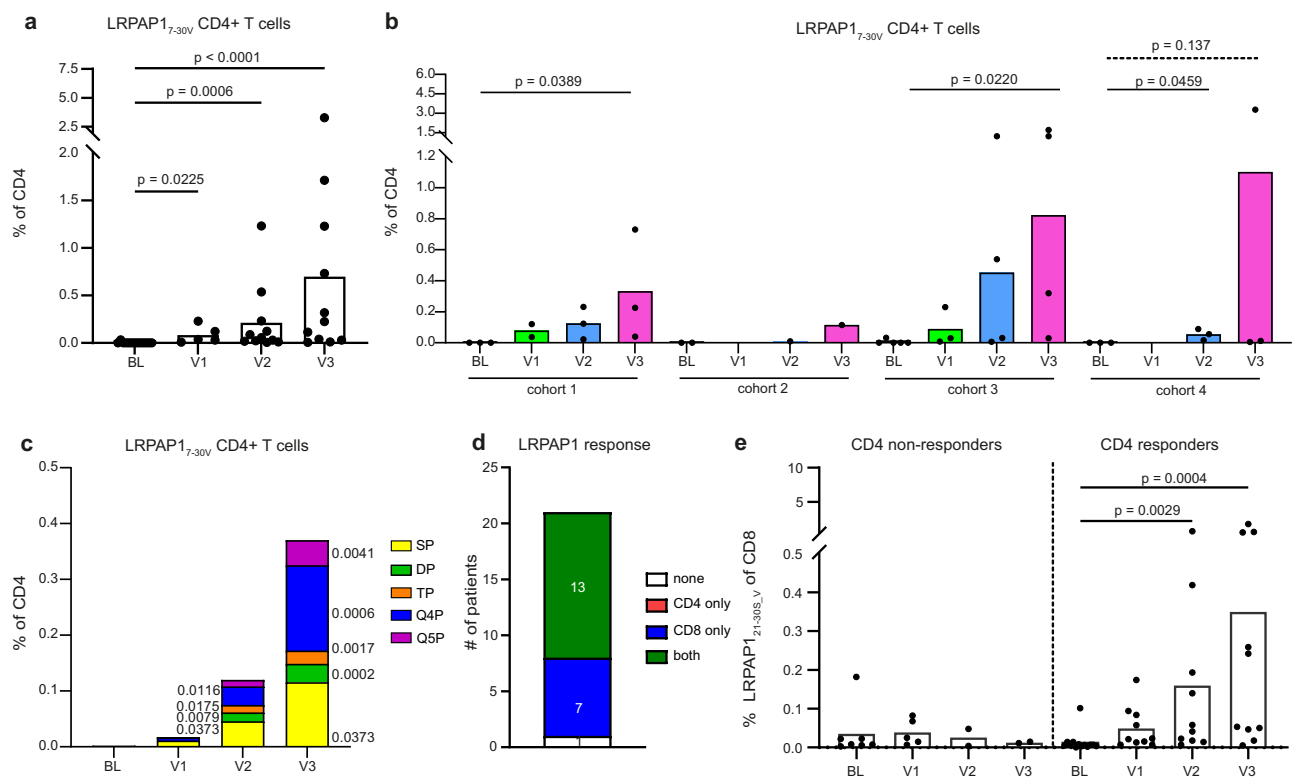 a
LRPAP1₇₋₃₀ᵥ CD4+ T cells
p < 0.0001
p = 0.0006
p = 0.0225
7.5
5.0
2.5
2.0
1.5
1.0
0.5
0.0
% of CD4
BL V1 V2 V3
b
LRPAP1₇₋₃₀ᵥ CD4+ T cells
p = 0.0389
p = 0.0220
p = 0.137
p = 0.0459
6.0
4.5
3.0
1.5
1.2
0.8
0.6
0.4
0.2
0.0
% of CD4
BL V1 V2 V3 BL V1 V2 V3 BL V1 V2 V3 BL V1 V2 V3
cohort 1 cohort 2 cohort 3 cohort 4
c
LRPAP1₇₋₃₀ᵥ CD4+ T cells
0.5
0.4
0.3
0.2
0.1
0.0
% of CD4
0.0116
0.0175
0.0079
0.0373
0.0041
0.0006
0.0017
0.0002
0.0373
BL V1 V2 V3
SP
DP
TP
Q4P
Q5P
d
LRPAP1 response
25
20
15
10
5
0
# of patients
13
7
none
CD4 only
CD8 only
both
e
CD4 non-responders CD4 responders
p = 0.0004
p = 0.0029
10
5
0.5
0.4
0.3
0.2
0.1
0.0
% LRPAP1₂₁₋₃₀S_V of CD8
BL V1 V2 V3 BL V1 V2 V3